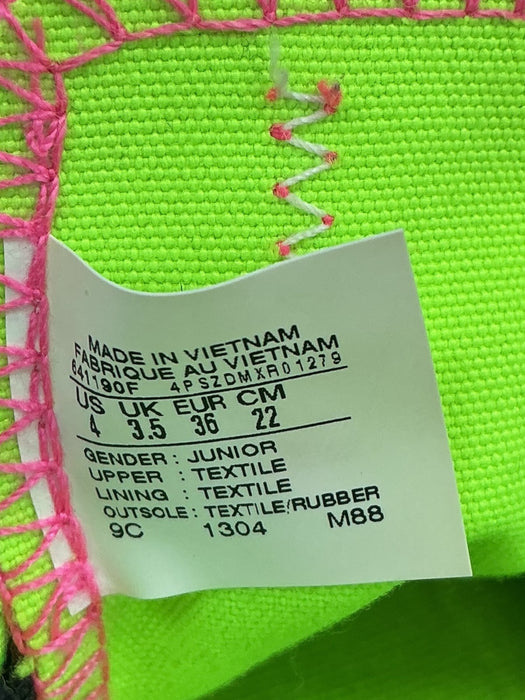 MADE IN VIETNAM
FABRIQUE AU VIETNAM
641190F 4PSZDMXR01279
US UK EUR CM
4 3.5 36 22
GENDER : JUNIOR
UPPER : TEXTILE
LINING : TEXTILE
OUTSOLE : TEXTILE/RUBBER
9C 1304 M88